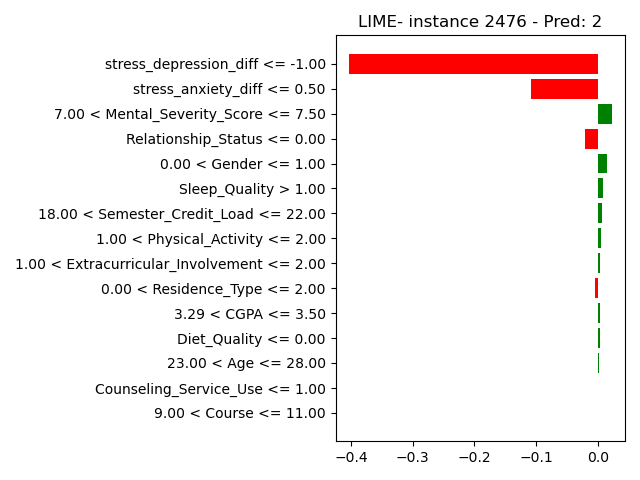 LIME- instance 2476 - Pred: 2
stress_depression_diff <= -1.00
stress_anxiety_diff <= 0.50
7.00 < Mental_Severity_Score <= 7.50
Relationship_Status <= 0.00
0.00 < Gender <= 1.00
Sleep_Quality > 1.00
18.00 < Semester_Credit_Load <= 22.00
1.00 < Physical_Activity <= 2.00
1.00 < Extracurricular_Involvement <= 2.00
0.00 < Residence_Type <= 2.00
3.29 < CGPA <= 3.50
Diet_Quality <= 0.00
23.00 < Age <= 28.00
Counseling_Service_Use <= 1.00
9.00 < Course <= 11.00
−0.4 −0.3 −0.2 −0.1 0.0